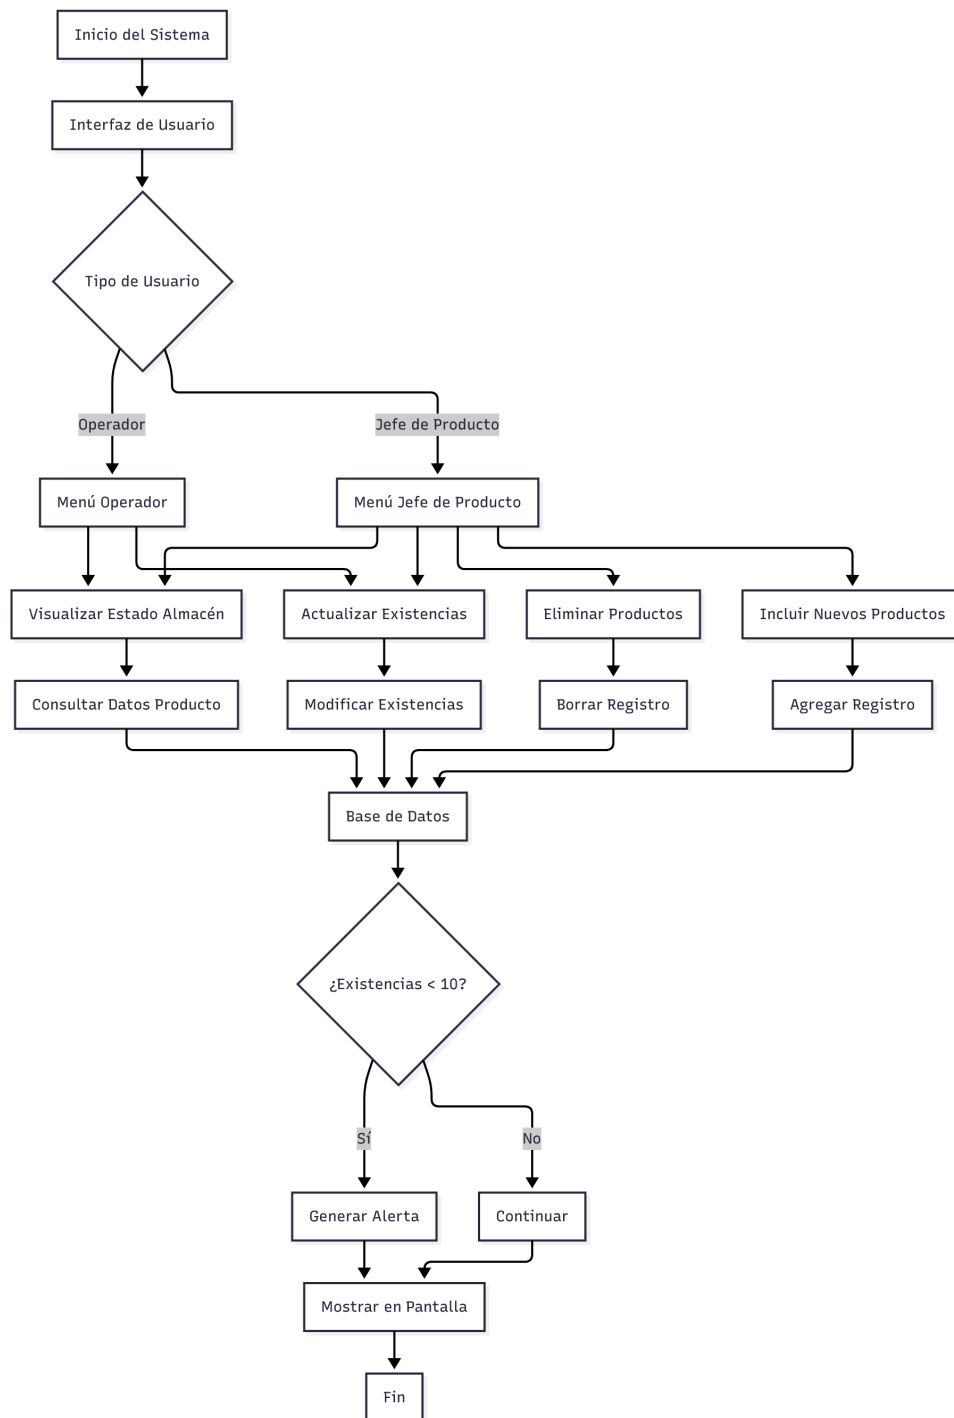 Inicio del Sistema
Interfaz de Usuario
Tipo de Usuario
Operador
Jefe de Producto
Menú Operador
Menú Jefe de Producto
Visualizar Estado Almacén
Actualizar Existencias
Eliminar Productos
Incluir Nuevos Productos
Consultar Datos Producto
Modificar Existencias
Borrar Registro
Agregar Registro
Base de Datos
¿Existencias < 10?
Sí
No
Generar Alerta
Continuar
Mostrar en Pantalla
Fin